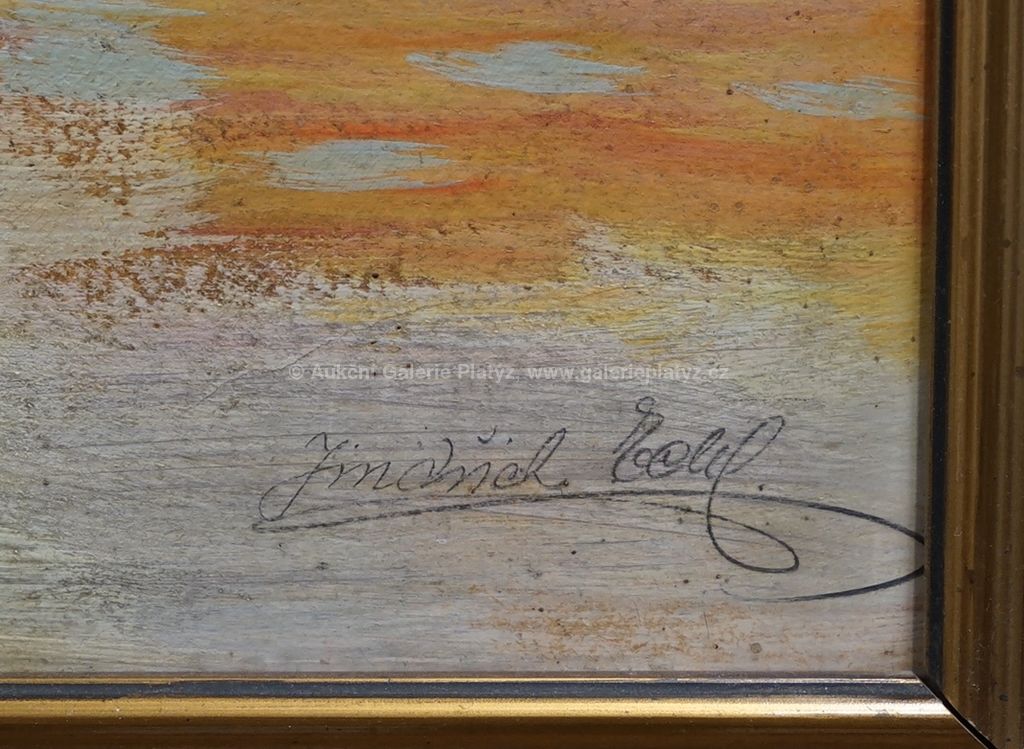 © Aukční Galerie Platýz, www.galerieplatyz.cz
Jindřich.